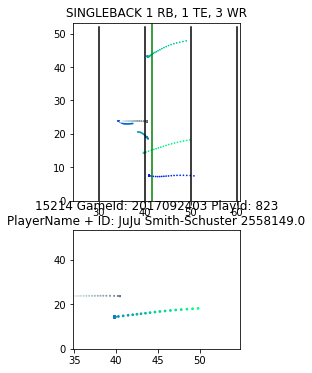 SINGLEBACK 1 RB, 1 TE, 3 WR
50
40
30
20
10
0
30 40 50 60
15214 GameId: 2017092403 PlayId: 823
PlayerName + ID: JuJu Smith-Schuster 2558149.0
40
20
0
35 40 45 50